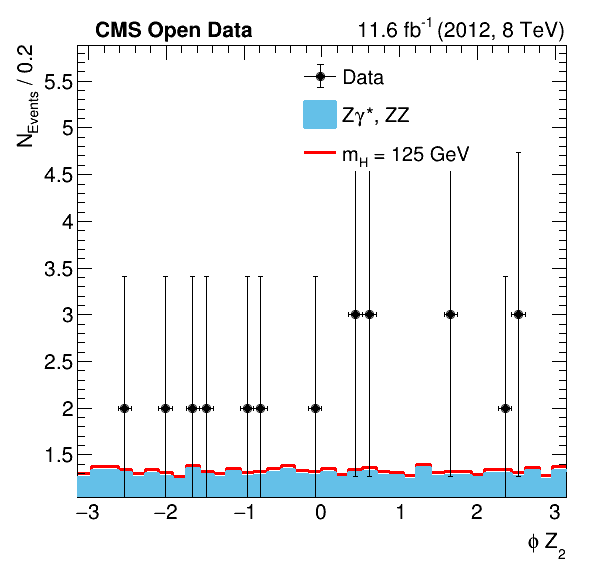 CMS Open Data
11.6 fb⁻¹ (2012, 8 TeV)
N_Events / 0.2
Data
Zγ*, ZZ
m_H = 125 GeV
5.5
5
4.5
4
3.5
3
2.5
2
1.5
−3 −2 −1 0 1 2 3
ϕ Z₂